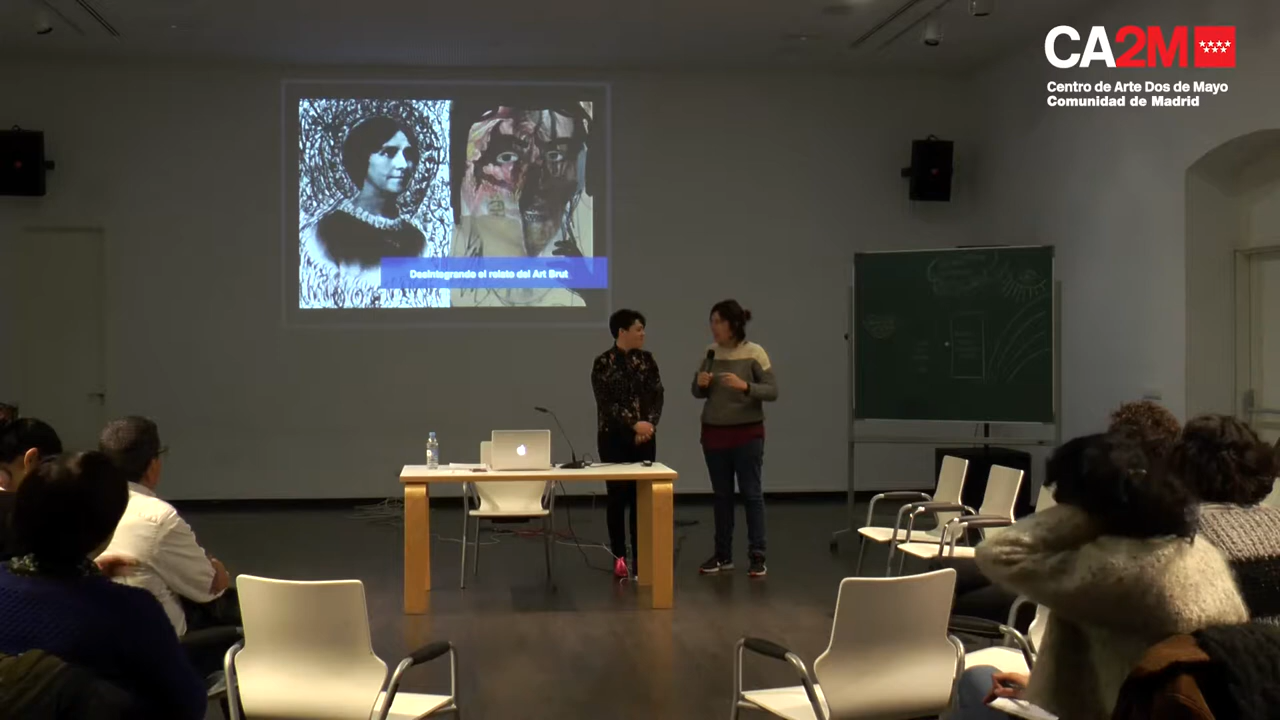 CA2M
Centro de Arte Dos de Mayo
Comunidad de Madrid
Desintegrando el relato del Art Brut